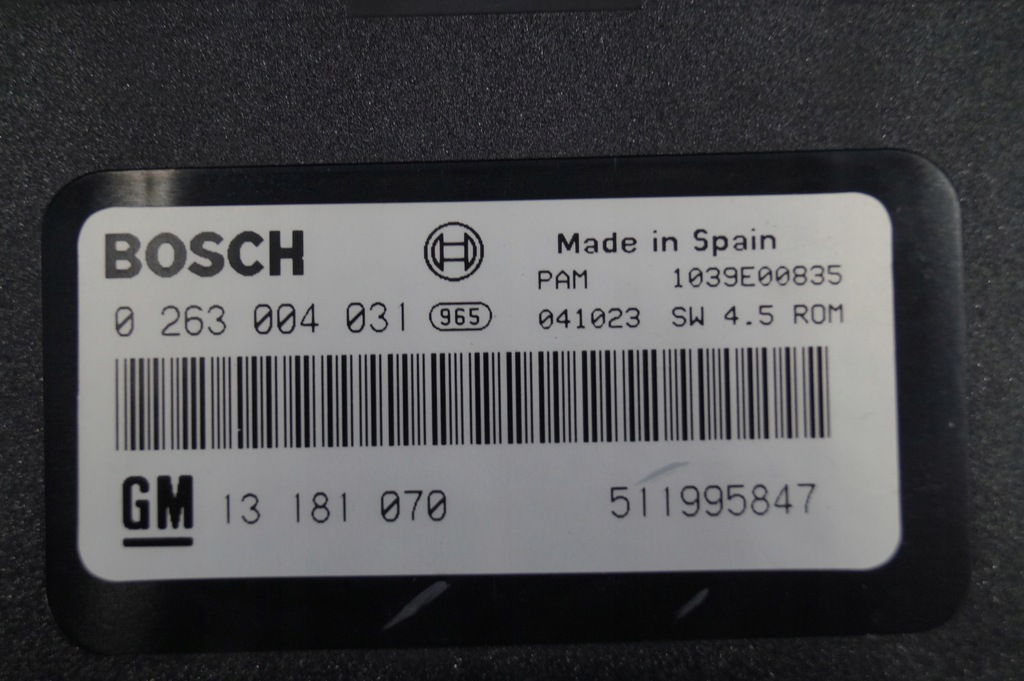 BOSCH
Made in Spain
PAM 1039E00835
0 263 004 031 965 041023 SW 4.5 ROM
GM 13 181 070 511995847